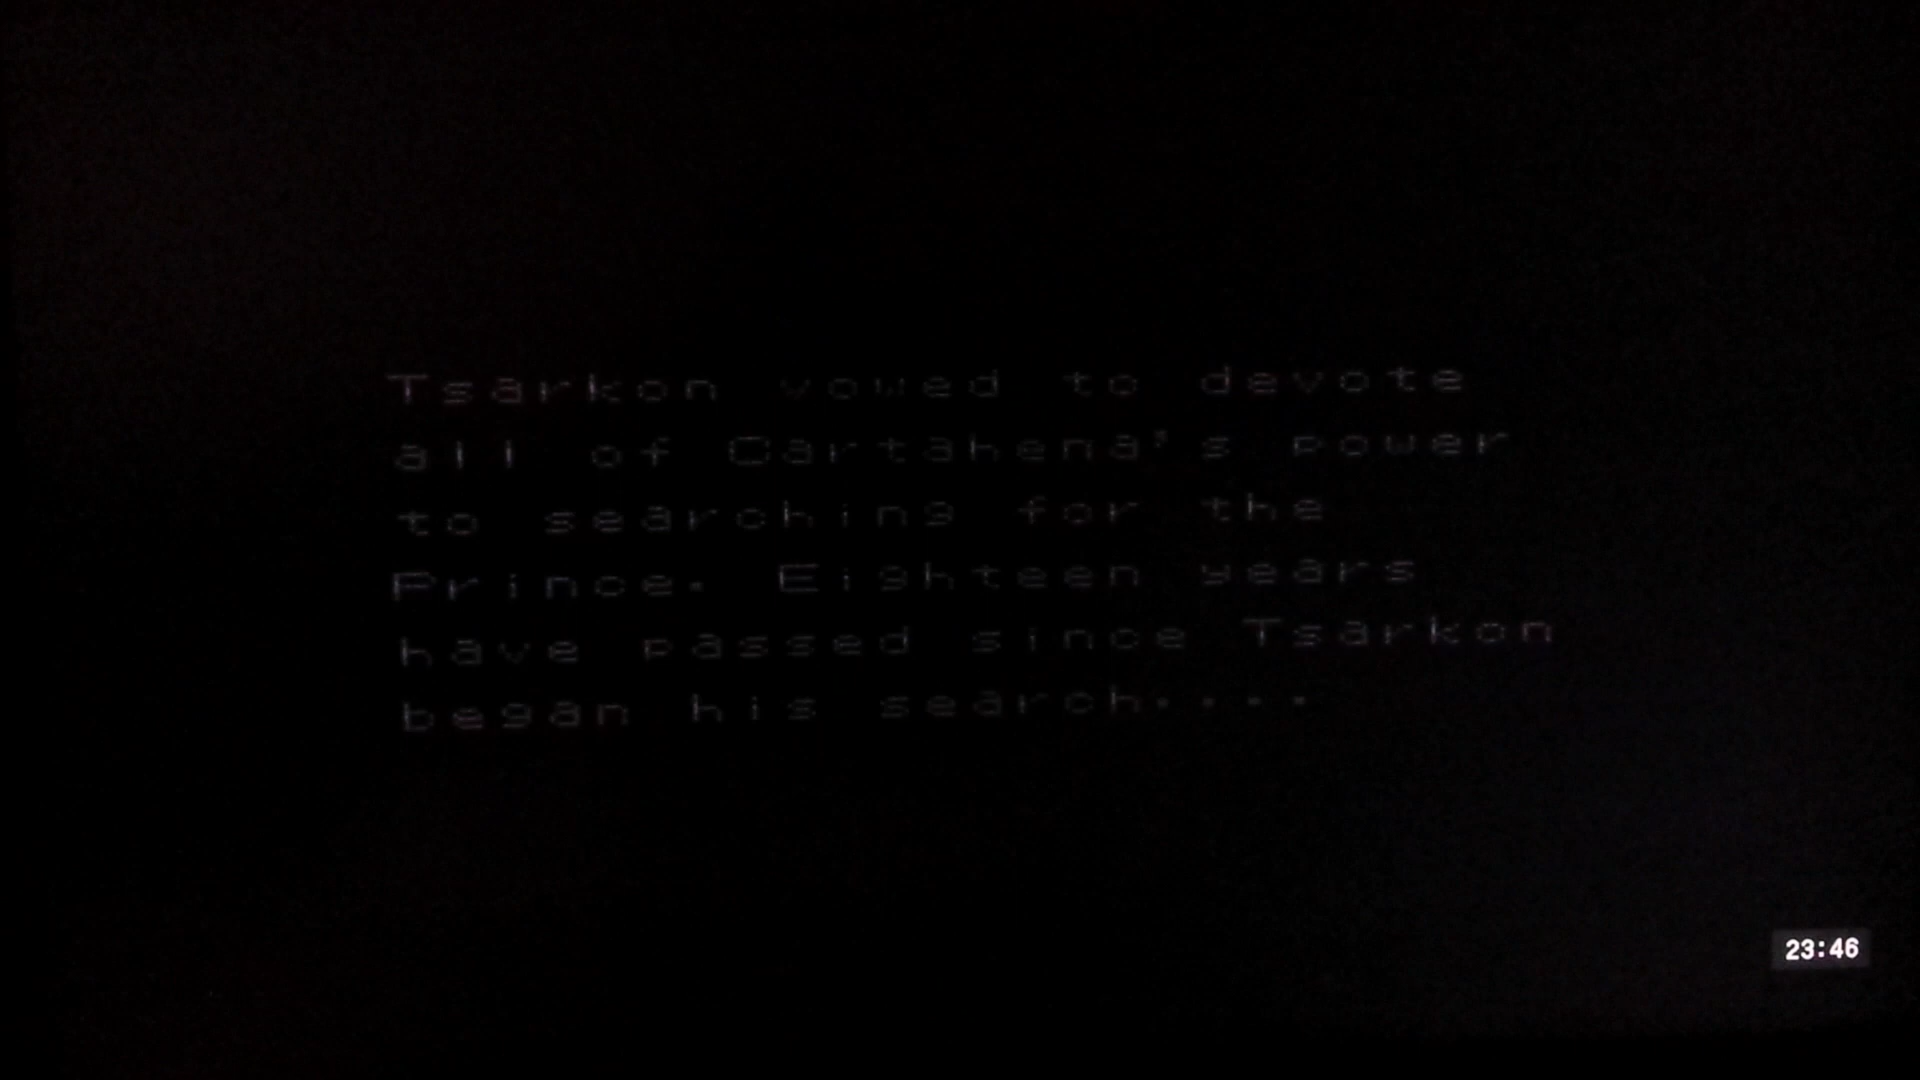 Tsarkon vowed to devote
all of Cartahena's power
to searching for the
Prince. Eighteen years
have passed since Tsarkon
began his search....
23:46